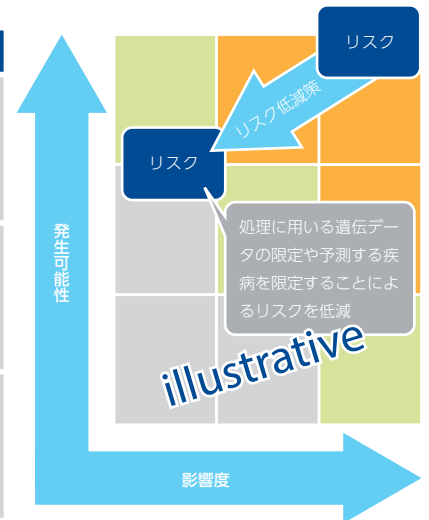 リスク
リスク低減策
リスク
発生可能性
処理に用いる遺伝デー
タの限定や予測する疾
病を限定することによ
るリスクを低減
illustrative
影響度